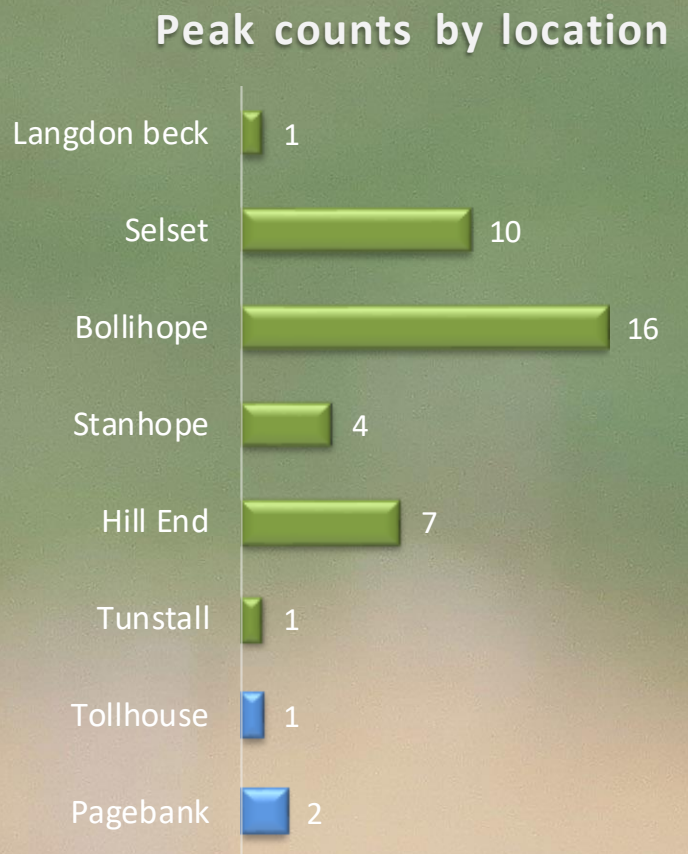 Peak counts by location
Langdon beck 1
Selset 10
Bollihope 16
Stanhope 4
Hill End 7
Tunstall 1
Tollhouse 1
Pagebank 2